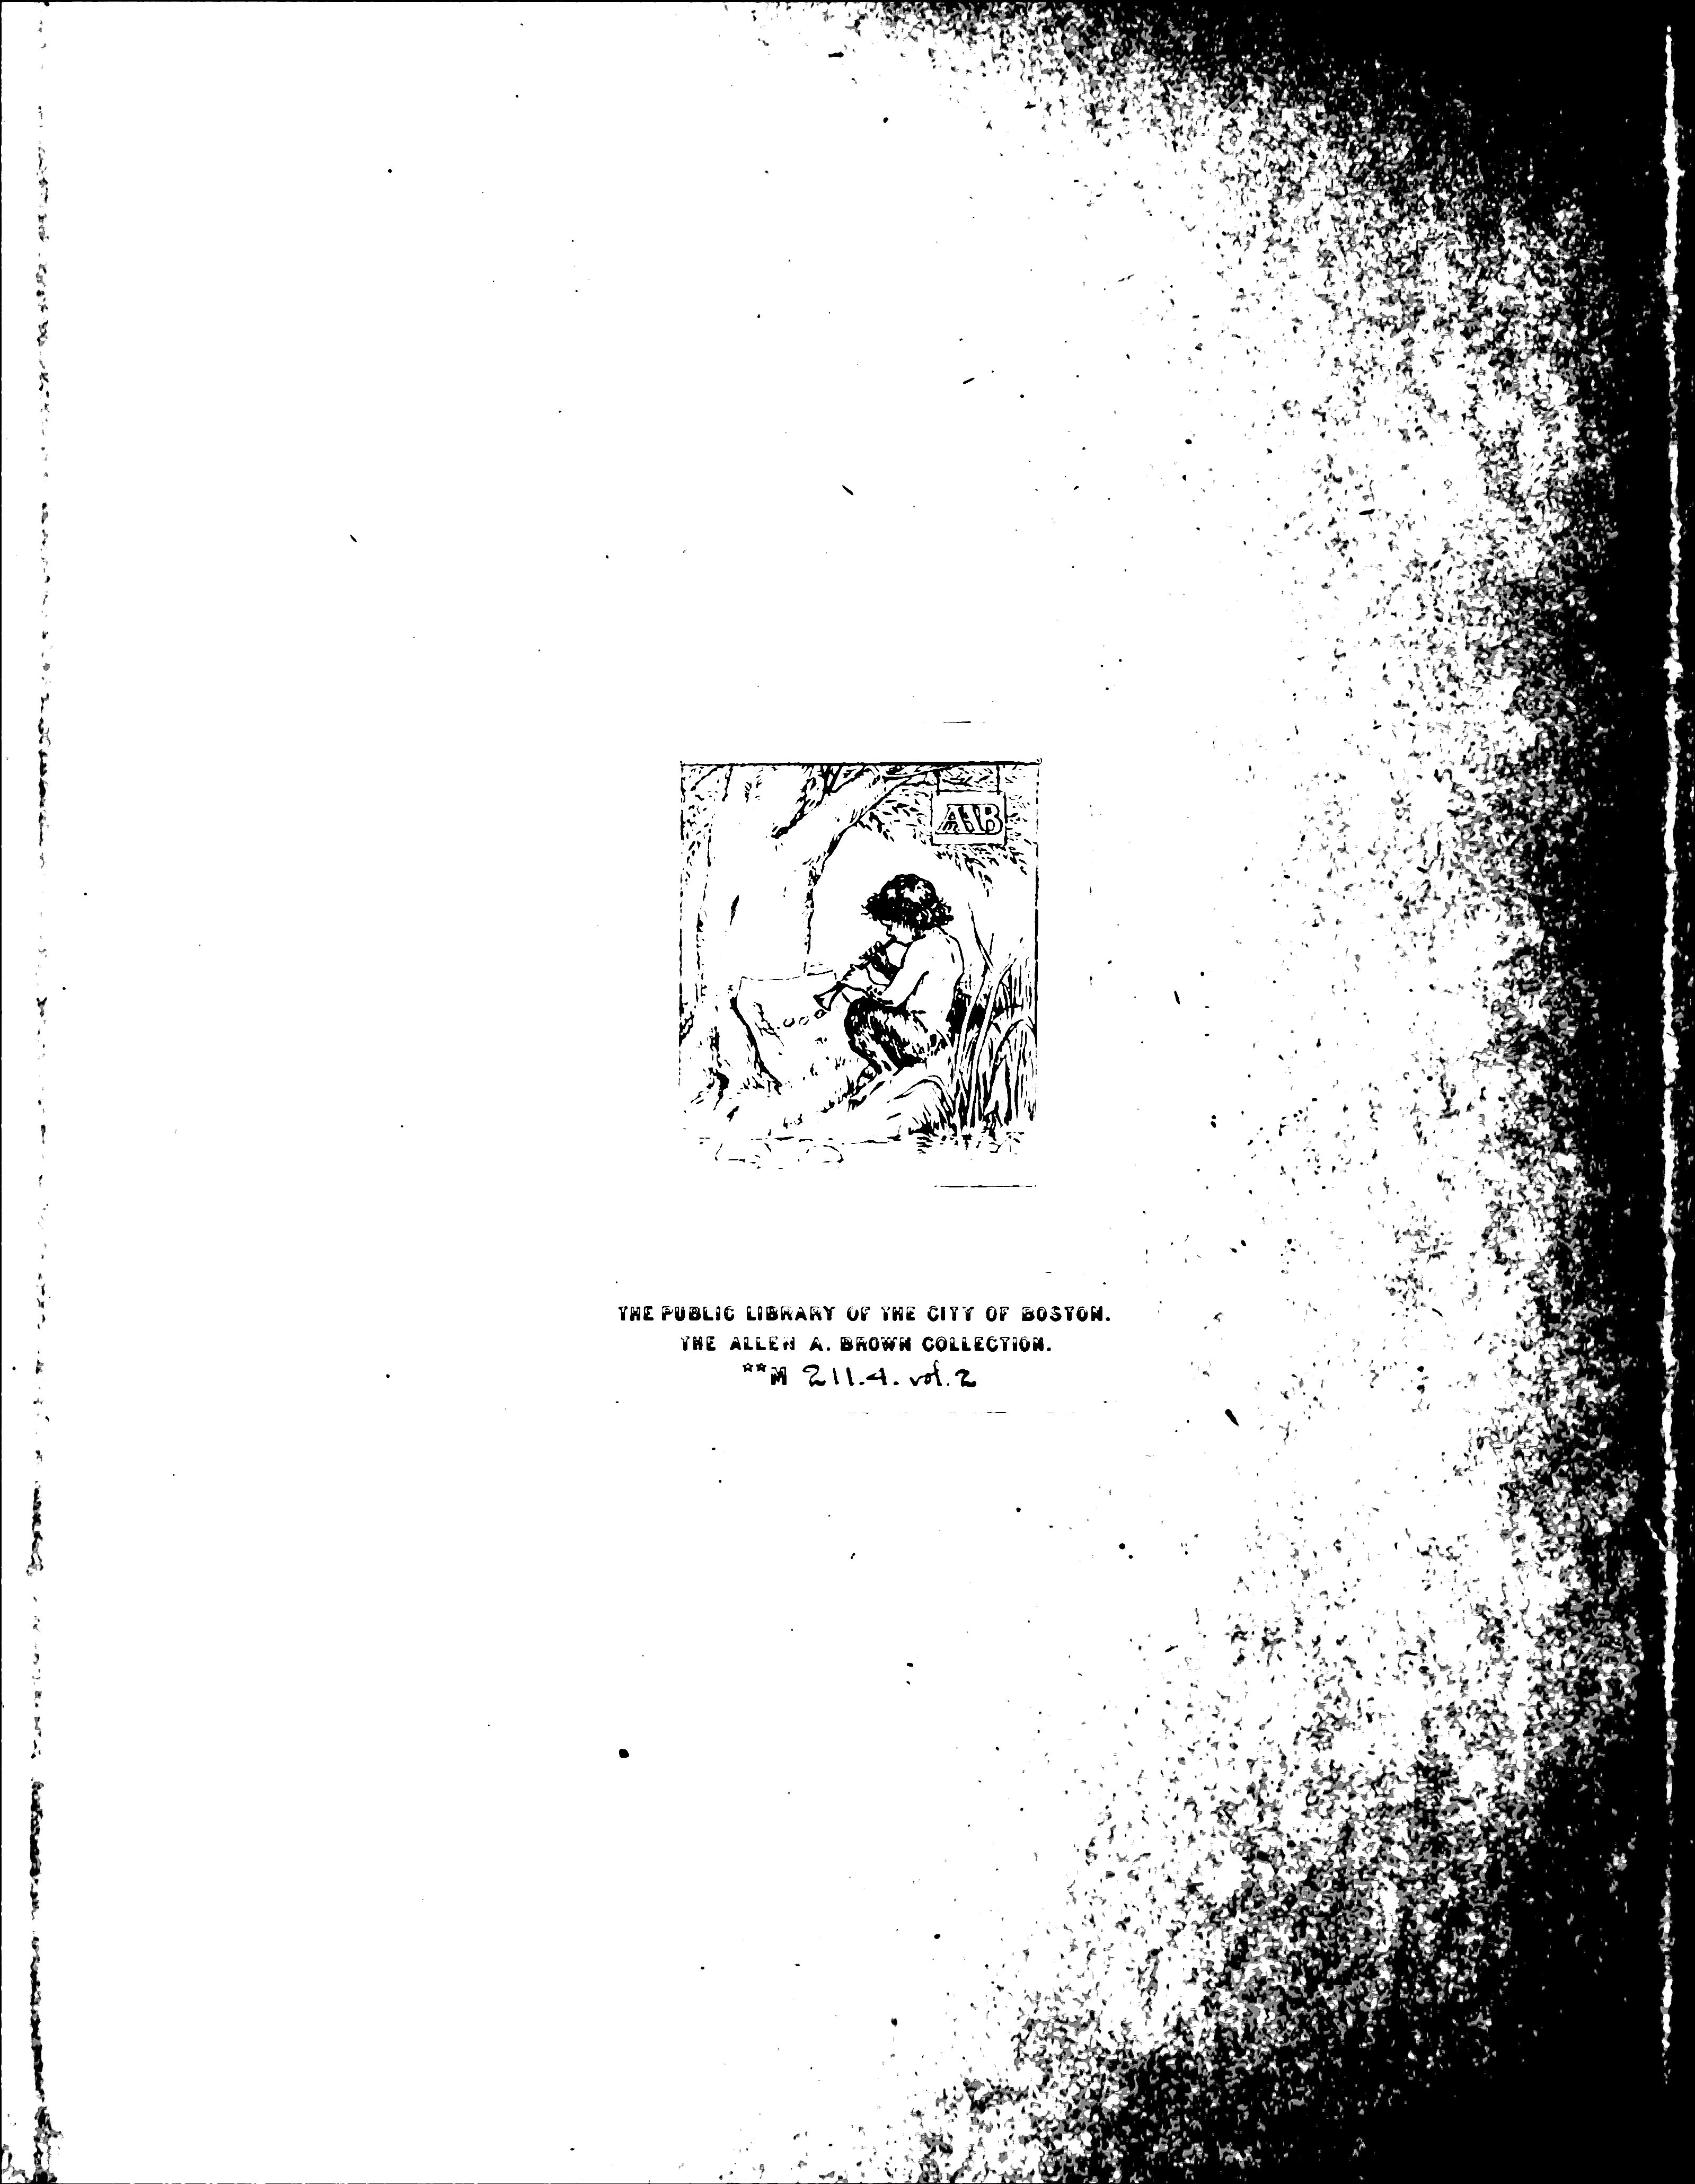 AAB
THE PUBLIC LIBRARY OF THE CITY OF BOSTON.
THE ALLEN A. BROWN COLLECTION.
**M 211.4. vol. 2